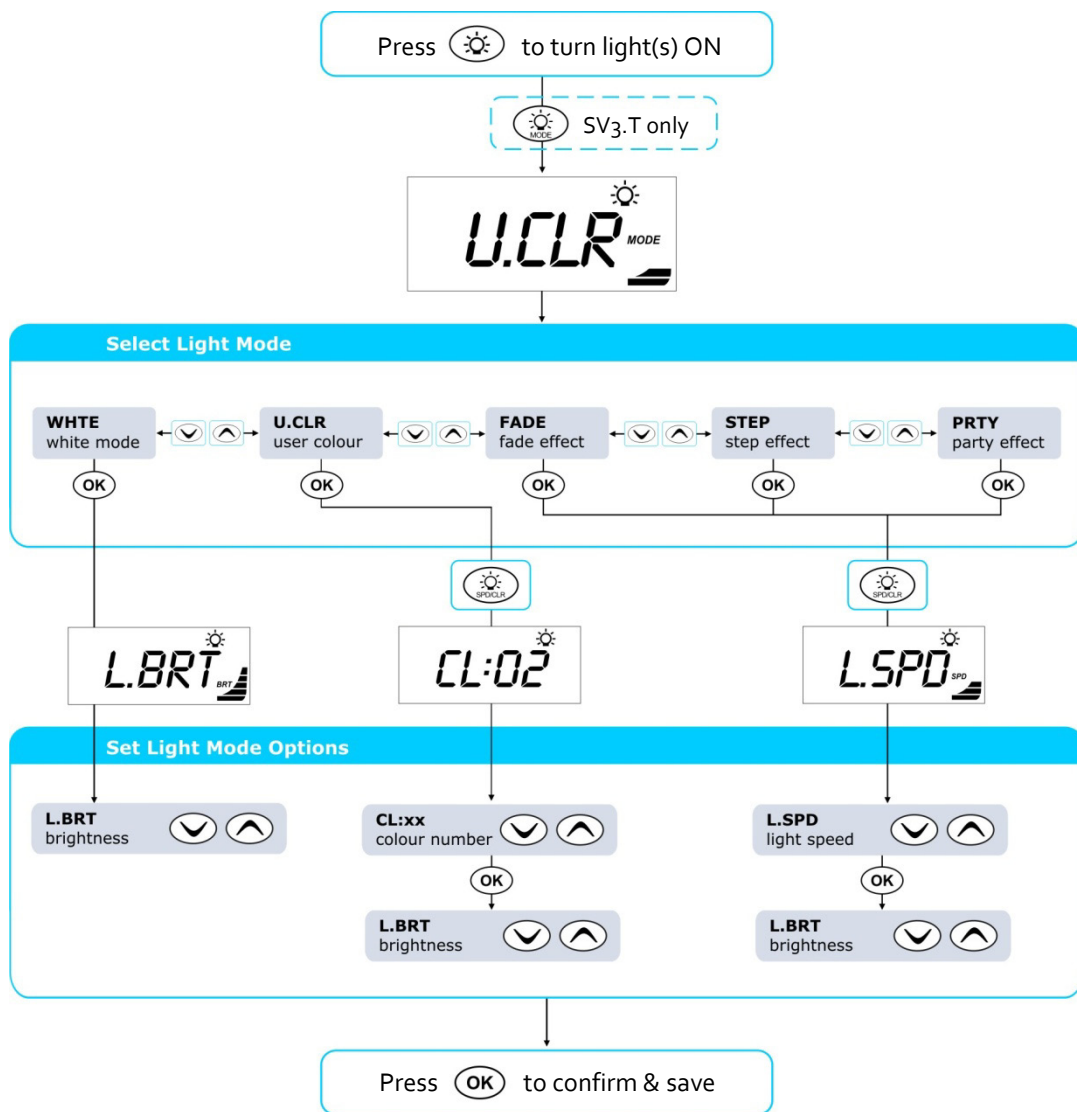 Press to turn light(s) ON
MODE SV3.T only
U.CLR MODE
Select Light Mode
WHTE U.CLR FADE STEP PRTY
white mode user colour fade effect step effect party effect
OK OK OK OK OK
SPD/CLR SPD/CLR
L.BRT BRT CL:02 L.SPD SPD
Set Light Mode Options
L.BRT CL:xx L.SPD
brightness colour number light speed
OK OK
L.BRT L.BRT
brightness brightness
Press OK to confirm & save